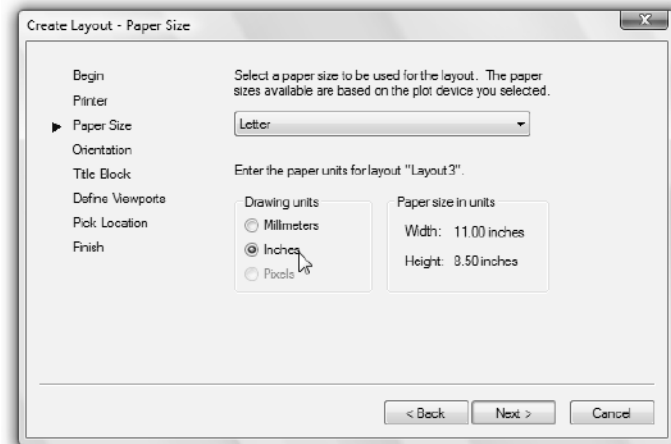 Create Layout - Paper Size
X
Begin
Printer
Paper Size
Orientation
Title Block
Define Viewports
Pick Location
Finish
Select a paper size to be used for the layout. The paper
sizes available are based on the plot device you selected.
Letter
Enter the paper units for layout "Layout3".
Drawing units
Millimeters
Inches
Pixels
Paper size in units
Width: 11.00 inches
Height: 8.50 inches
< Back
Next >
Cancel